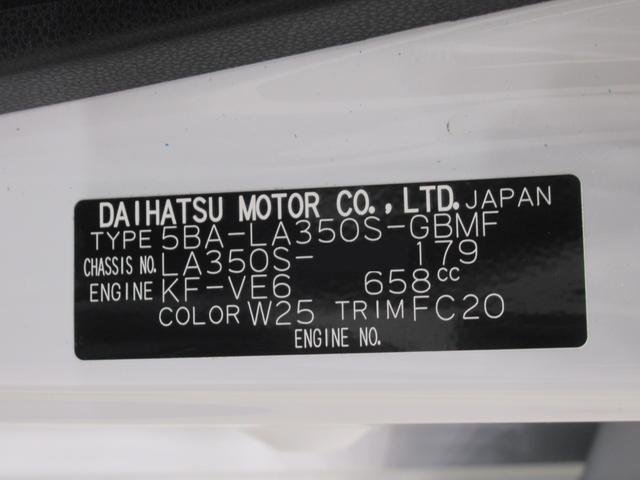 DAIHATSU MOTOR CO., LTD. JAPAN
TYPE 5BA-LA350S-GBMF
CHASSIS NO. LA350S- 179
ENGINE KF-VE6 658cc
COLOR W25 TRIM FC20
ENGINE NO.